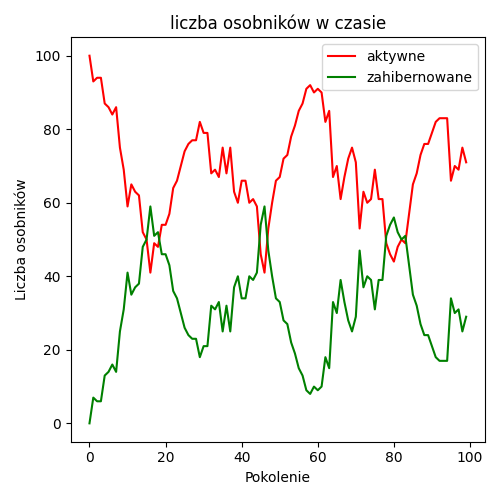 liczba osobników w czasie
aktywne
zahibernowane
Liczba osobników
100
80
60
40
20
0
0 20 40 60 80 100
Pokolenie